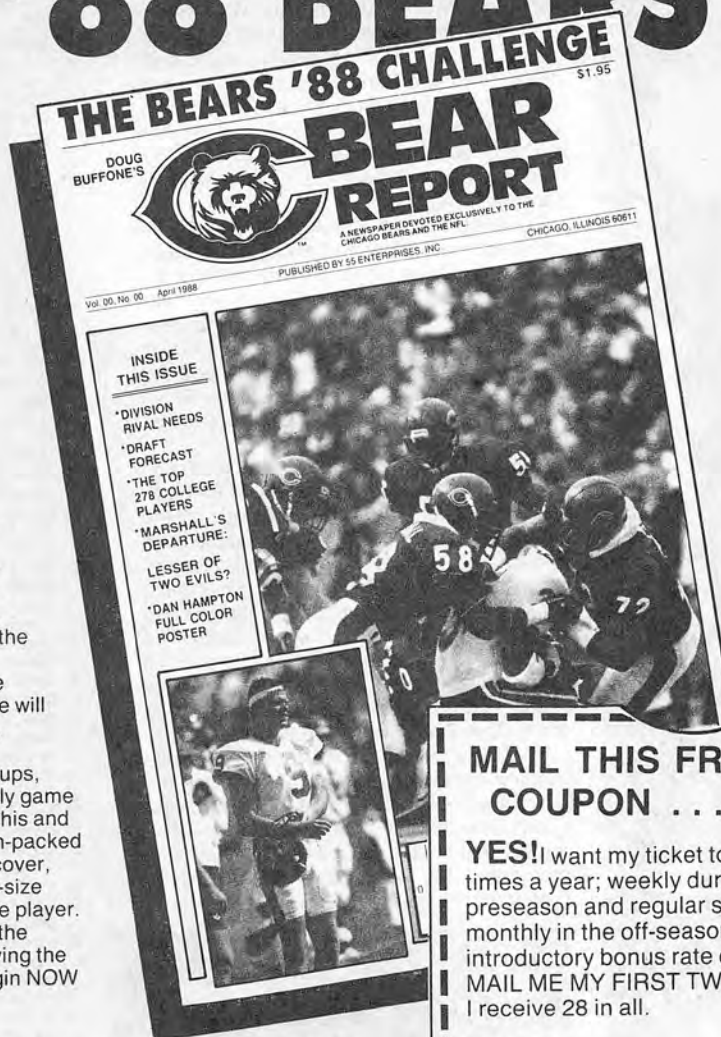 88 BEARS
THE BEARS '88 CHALLENGE
$1.95
DOUG
BUFFONE'S
BEAR
REPORT
™
A NEWSPAPER DEVOTED EXCLUSIVELY TO THE
CHICAGO BEARS AND THE NFL.
Vol. 00, No. 00 April 1988
PUBLISHED BY 55 ENTERPRISES, INC
CHICAGO, ILLINOIS 60611
INSIDE
THIS ISSUE
*DIVISION
RIVAL NEEDS
*DRAFT
FORECAST
*THE TOP
278 COLLEGE
PLAYERS
*MARSHALL'S
DEPARTURE:
LESSER OF
TWO EVILS?
*DAN HAMPTON
FULL COLOR
POSTER
58
the
e will
ups,
ly game
his and
n-packed
cover,
-size
e player.
the
ving the
gin NOW
MAIL THIS FR
COUPON . . .
YES! I want my ticket to
times a year; weekly dur
preseason and regular s
monthly in the off-seaso
introductory bonus rate
MAIL ME MY FIRST TW
I receive 28 in all.